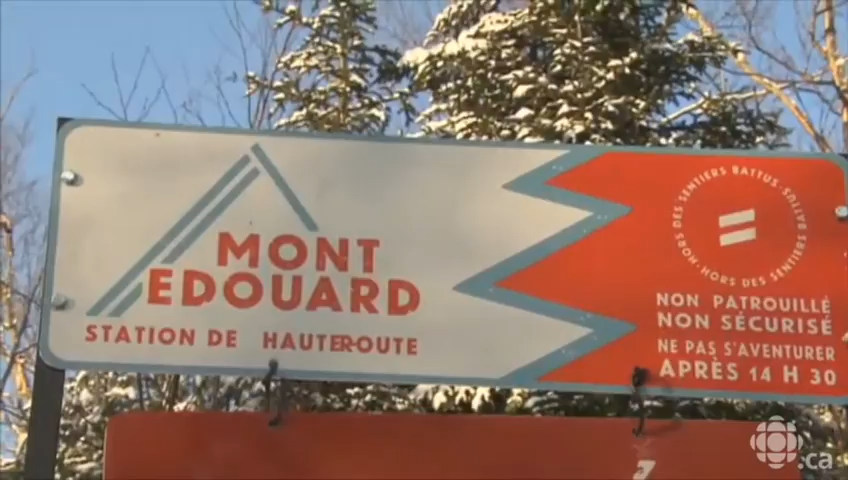 MONT
EDOUARD
STATION DE HAUTE-ROUTE
HORS DES SENTIERS BATTUS · HORS DES SENTIERS BATTUS ·
NON PATROUILLÉ
NON SÉCURISÉ
NE PAS S'AVENTURER
APRÈS 14 H 30
.ca